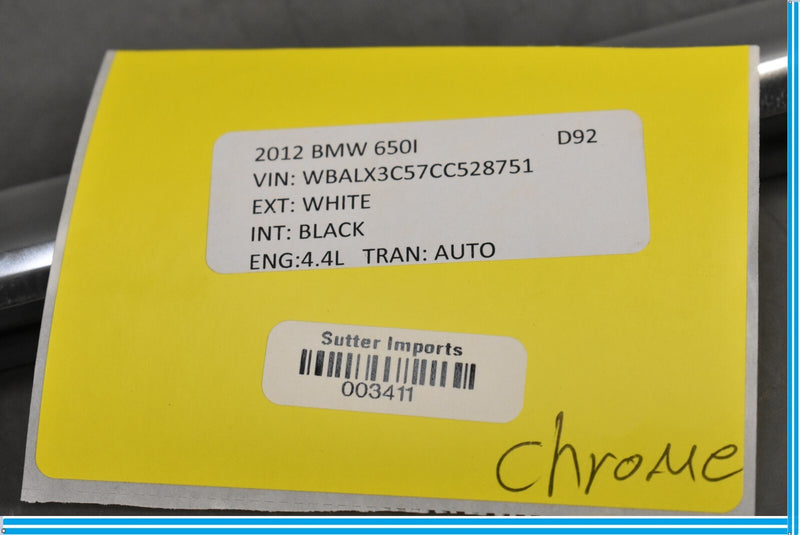 2012 BMW 650I D92
VIN: WBALX3C57CC528751
EXT: WHITE
INT: BLACK
ENG:4.4L TRAN: AUTO
Sutter Imports
003411
chrome